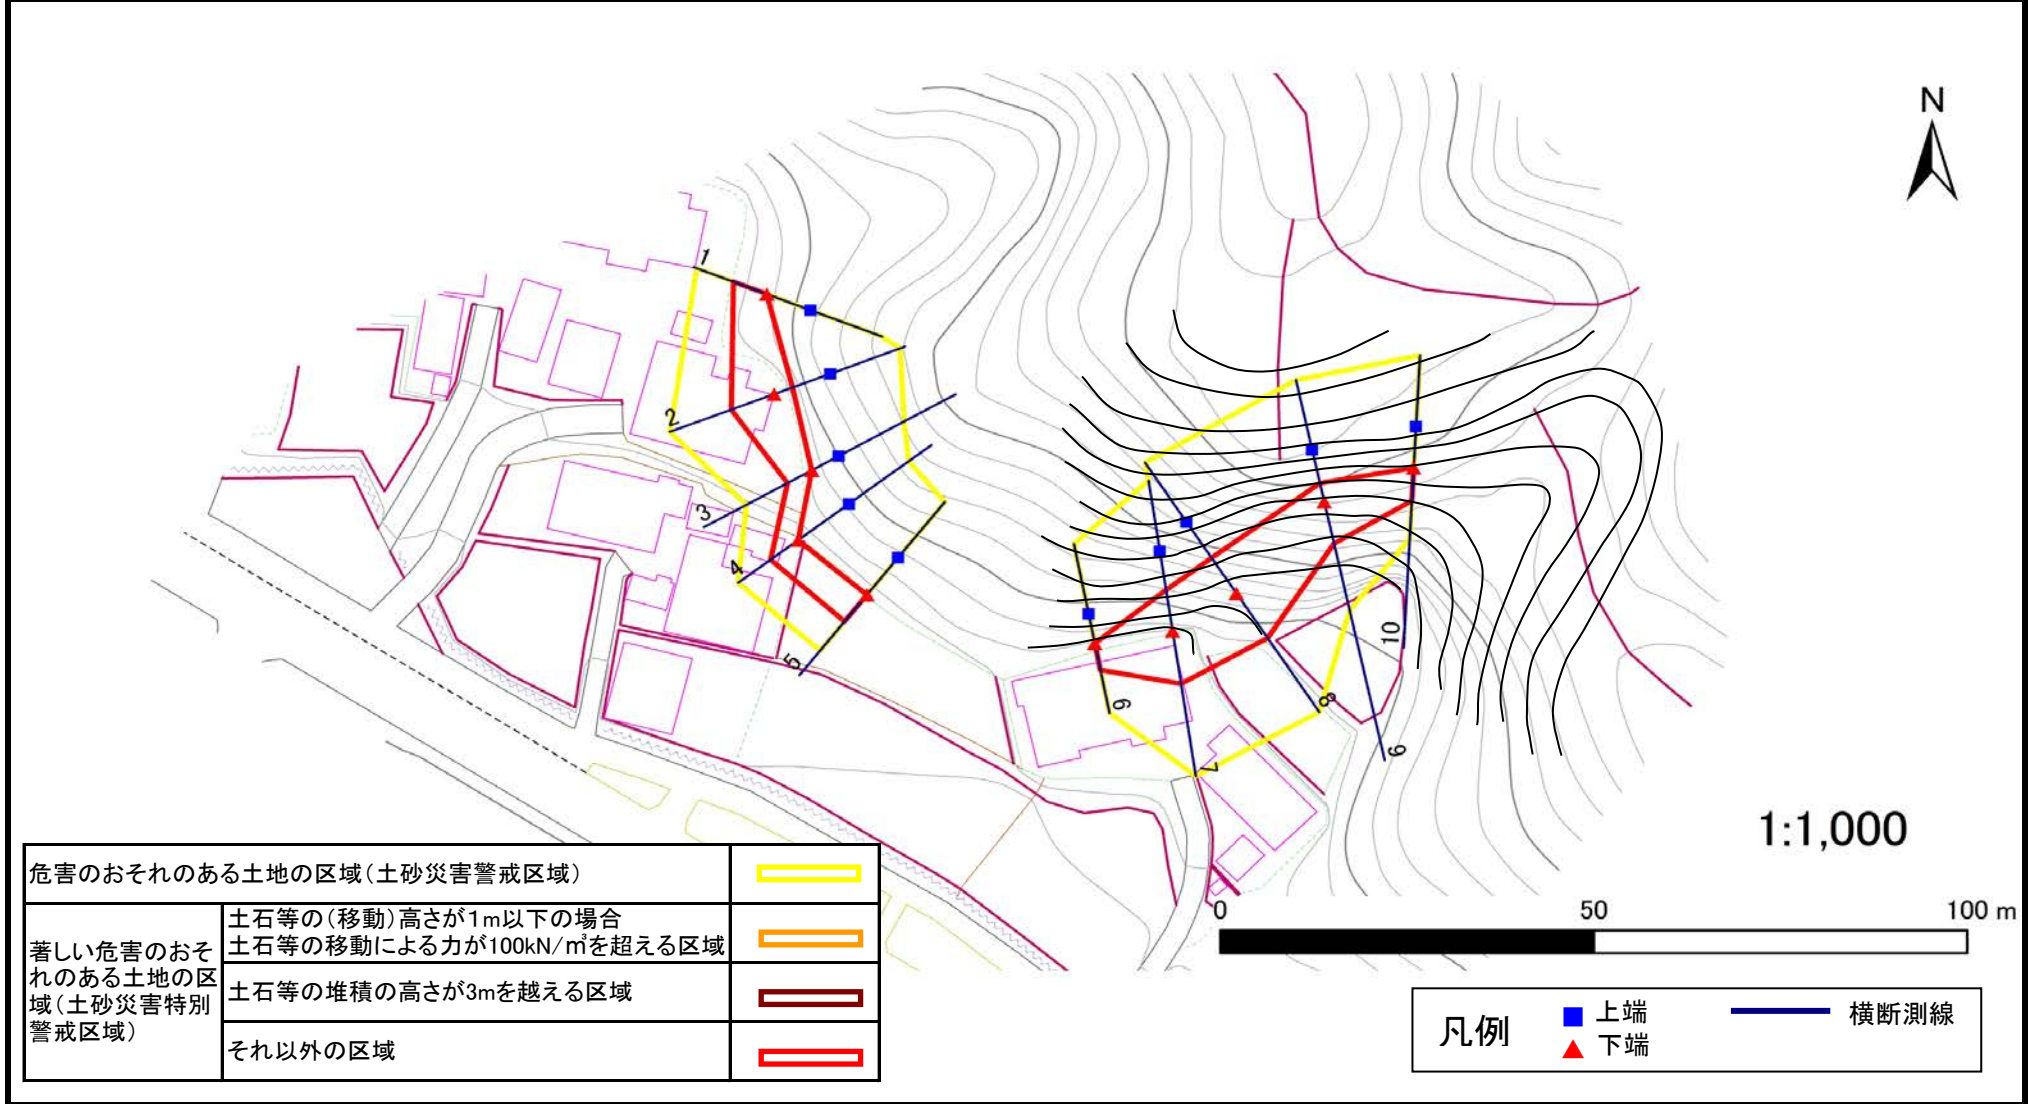 N
1
2
3
4
5
6
7
8
9
10
1:1,000
0 50 100 m
危害のおそれのある土地の区域(土砂災害警戒区域)
著しい危害のおそ
れのある土地の区
域(土砂災害特別
警戒区域)
土石等の(移動)高さが1m以下の場合
土石等の移動による力が100kN/㎡を超える区域
土石等の堆積の高さが3mを越える区域
それ以外の区域
凡例
上端
下端
横断測線